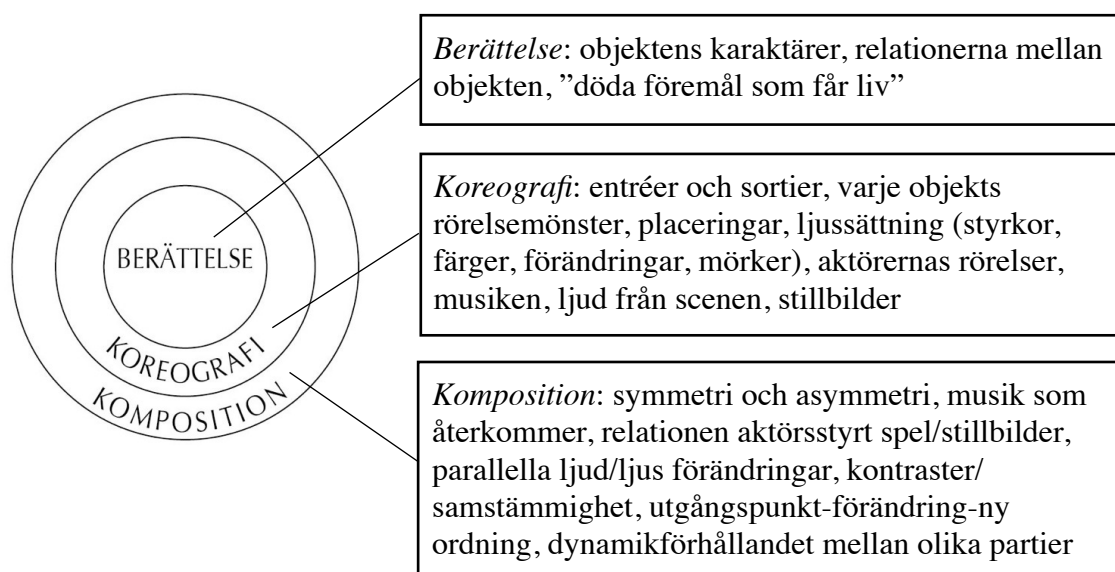 Berättelse: objektens karaktärer, relationerna mellan
objekten, ”döda föremål som får liv”
Koreografi: entréer och sortier, varje objekts
rörelsemönster, placeringar, ljussättning (styrkor,
färger, förändringar, mörker), aktörernas rörelser,
musiken, ljud från scenen, stillbilder
Komposition: symmetri och asymmetri, musik som
återkommer, relationen aktörsstyrt spel/stillbilder,
parallella ljud/ljus förändringar, kontraster/
samstämmighet, utgångspunkt-förändring-ny
ordning, dynamikförhållandet mellan olika partier
BERÄTTELSE
KOREOGRAFI
KOMPOSITION